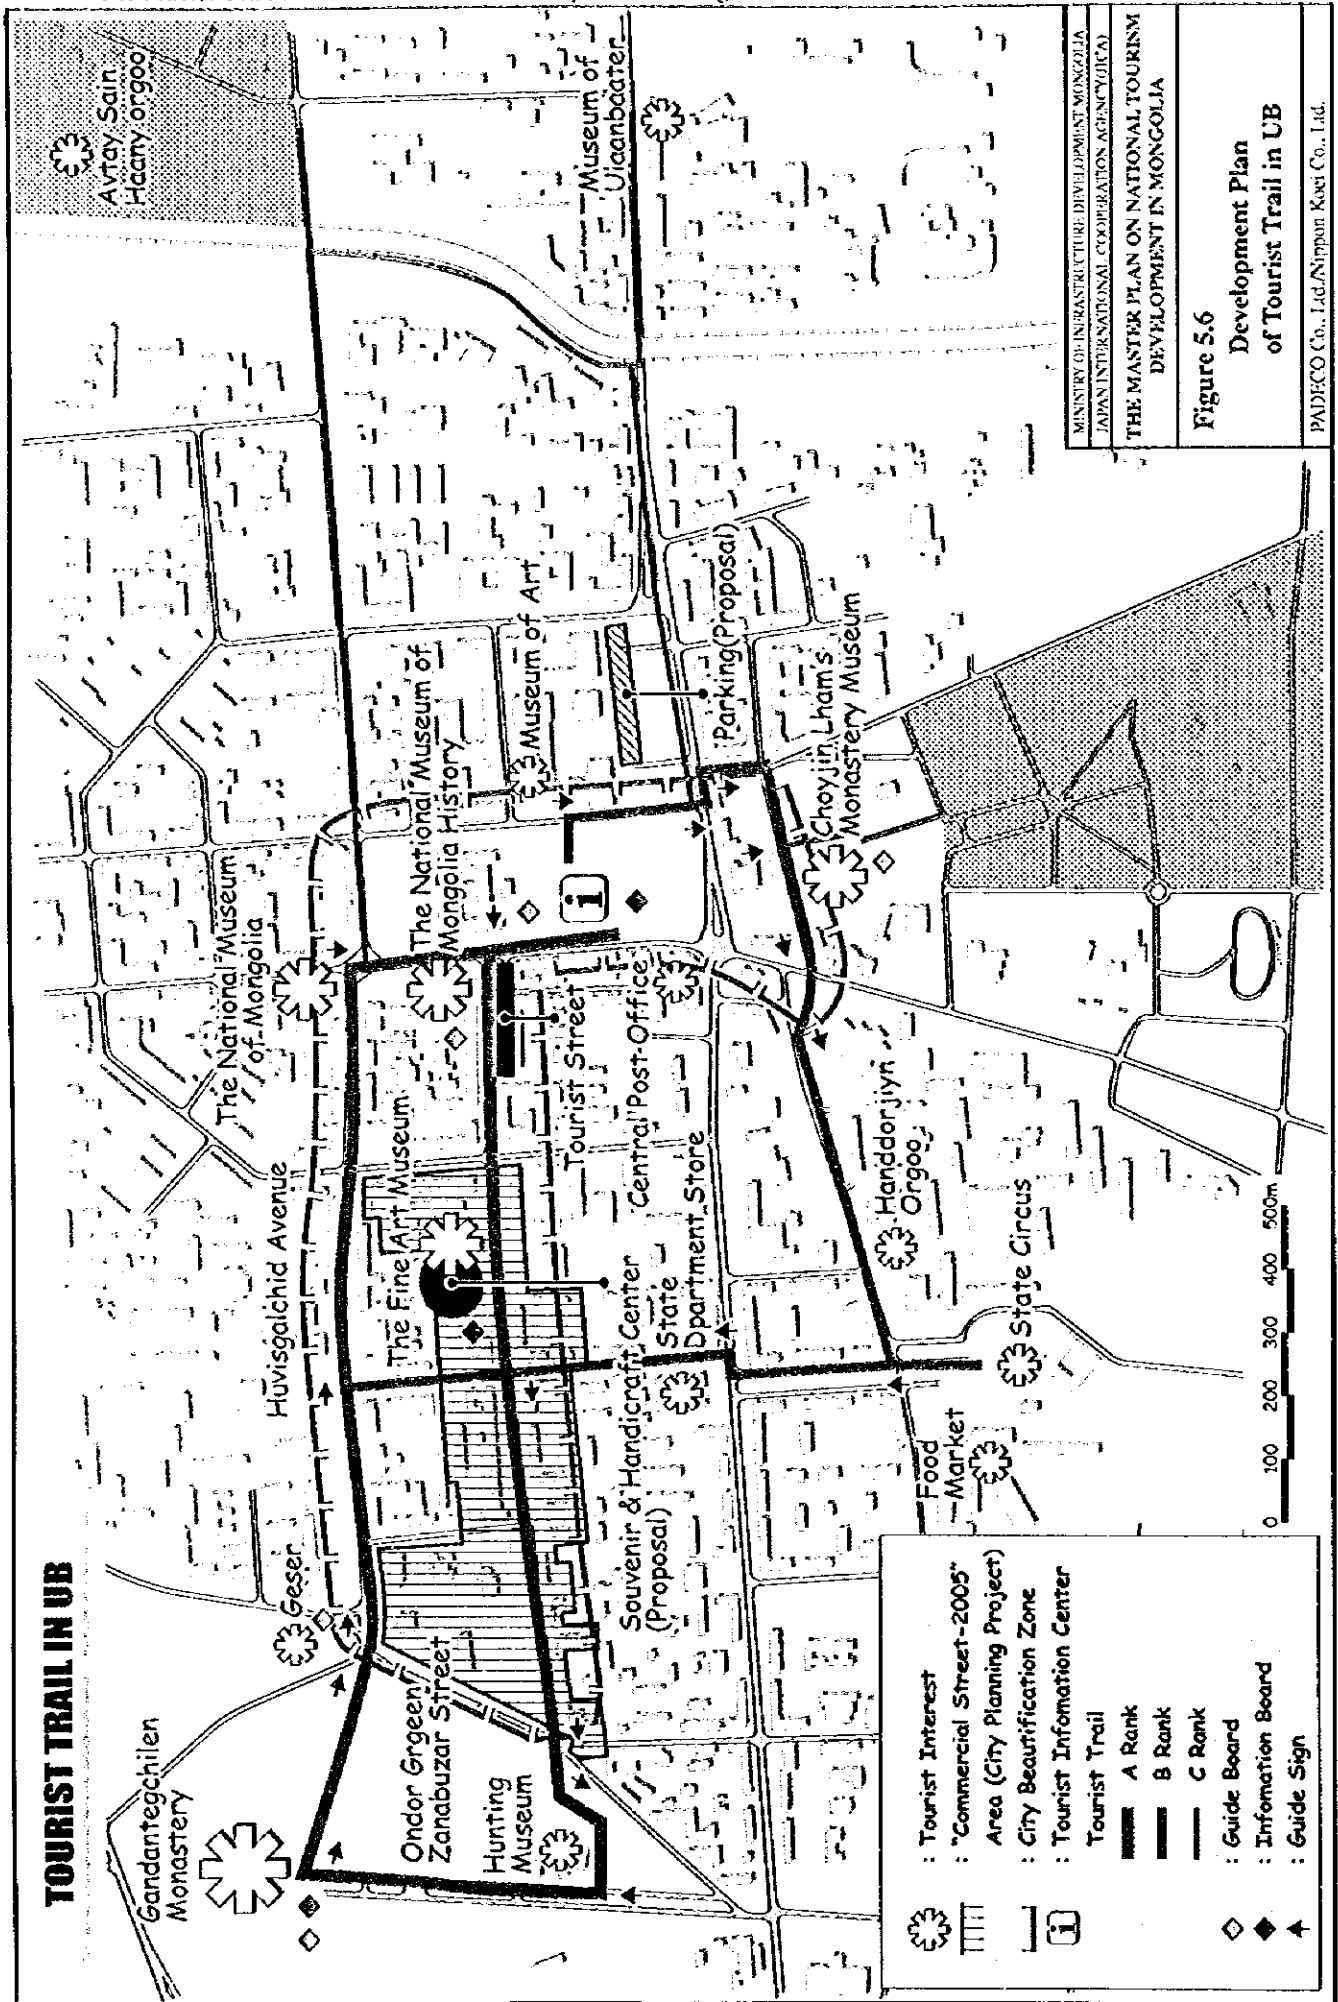 TOURIST TRAIL IN UB
Gandantegchilen
Monastery
Geser
Huvisgalchid Avenue
The National Museum
of Mongolia
Avtay Sain
Haany orgoo
Ondor Grgeen
Zanabuzar Street
Hunting
Museum
The Fine Art Museum
The National Museum of
Mongolia History
Museum of Art
Museum of
Ulaanbaater
Tourist Street
Souvenir & Handicraft Center
(Proposal)
Central Post Office
State
Dpartment Store
Parking(Proposal)
Choyjin Lham's
Monastery Museum
Handdorjiyn
Orgoo
Food
Market
State Circus
i
: Tourist Interest
: "Commercial Street-2005"
Area (City Planning Project)
: City Beautification Zone
i : Tourist Infomation Center
Tourist Trail
A Rank
B Rank
C Rank
: Guide Board
: Infomation Board
: Guide Sign
0 100 200 300 400 500m
MINISTRY OF INFRASTRUCTURE DEVELOPMENT MONGOLIA
JAPAN INTERNATIONAL COOPERATION AGENCY(JICA)
THE MASTER PLAN ON NATIONAL TOURISM
DEVELOPMENT IN MONGOLIA
Figure 5.6
Development Plan
of Tourist Trail in UB
PADECO Co., Ltd./Nippon Koei Co., Ltd.